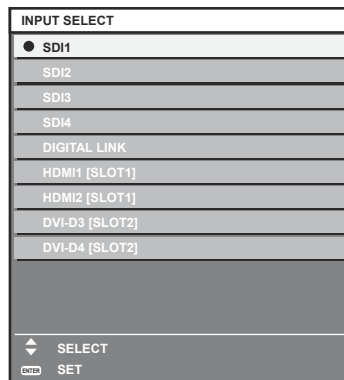 INPUT SELECT
SDI1
SDI2
SDI3
SDI4
DIGITAL LINK
HDMI1 [SLOT1]
HDMI2 [SLOT1]
DVI-D3 [SLOT2]
DVI-D4 [SLOT2]
SELECT
ENTER SET